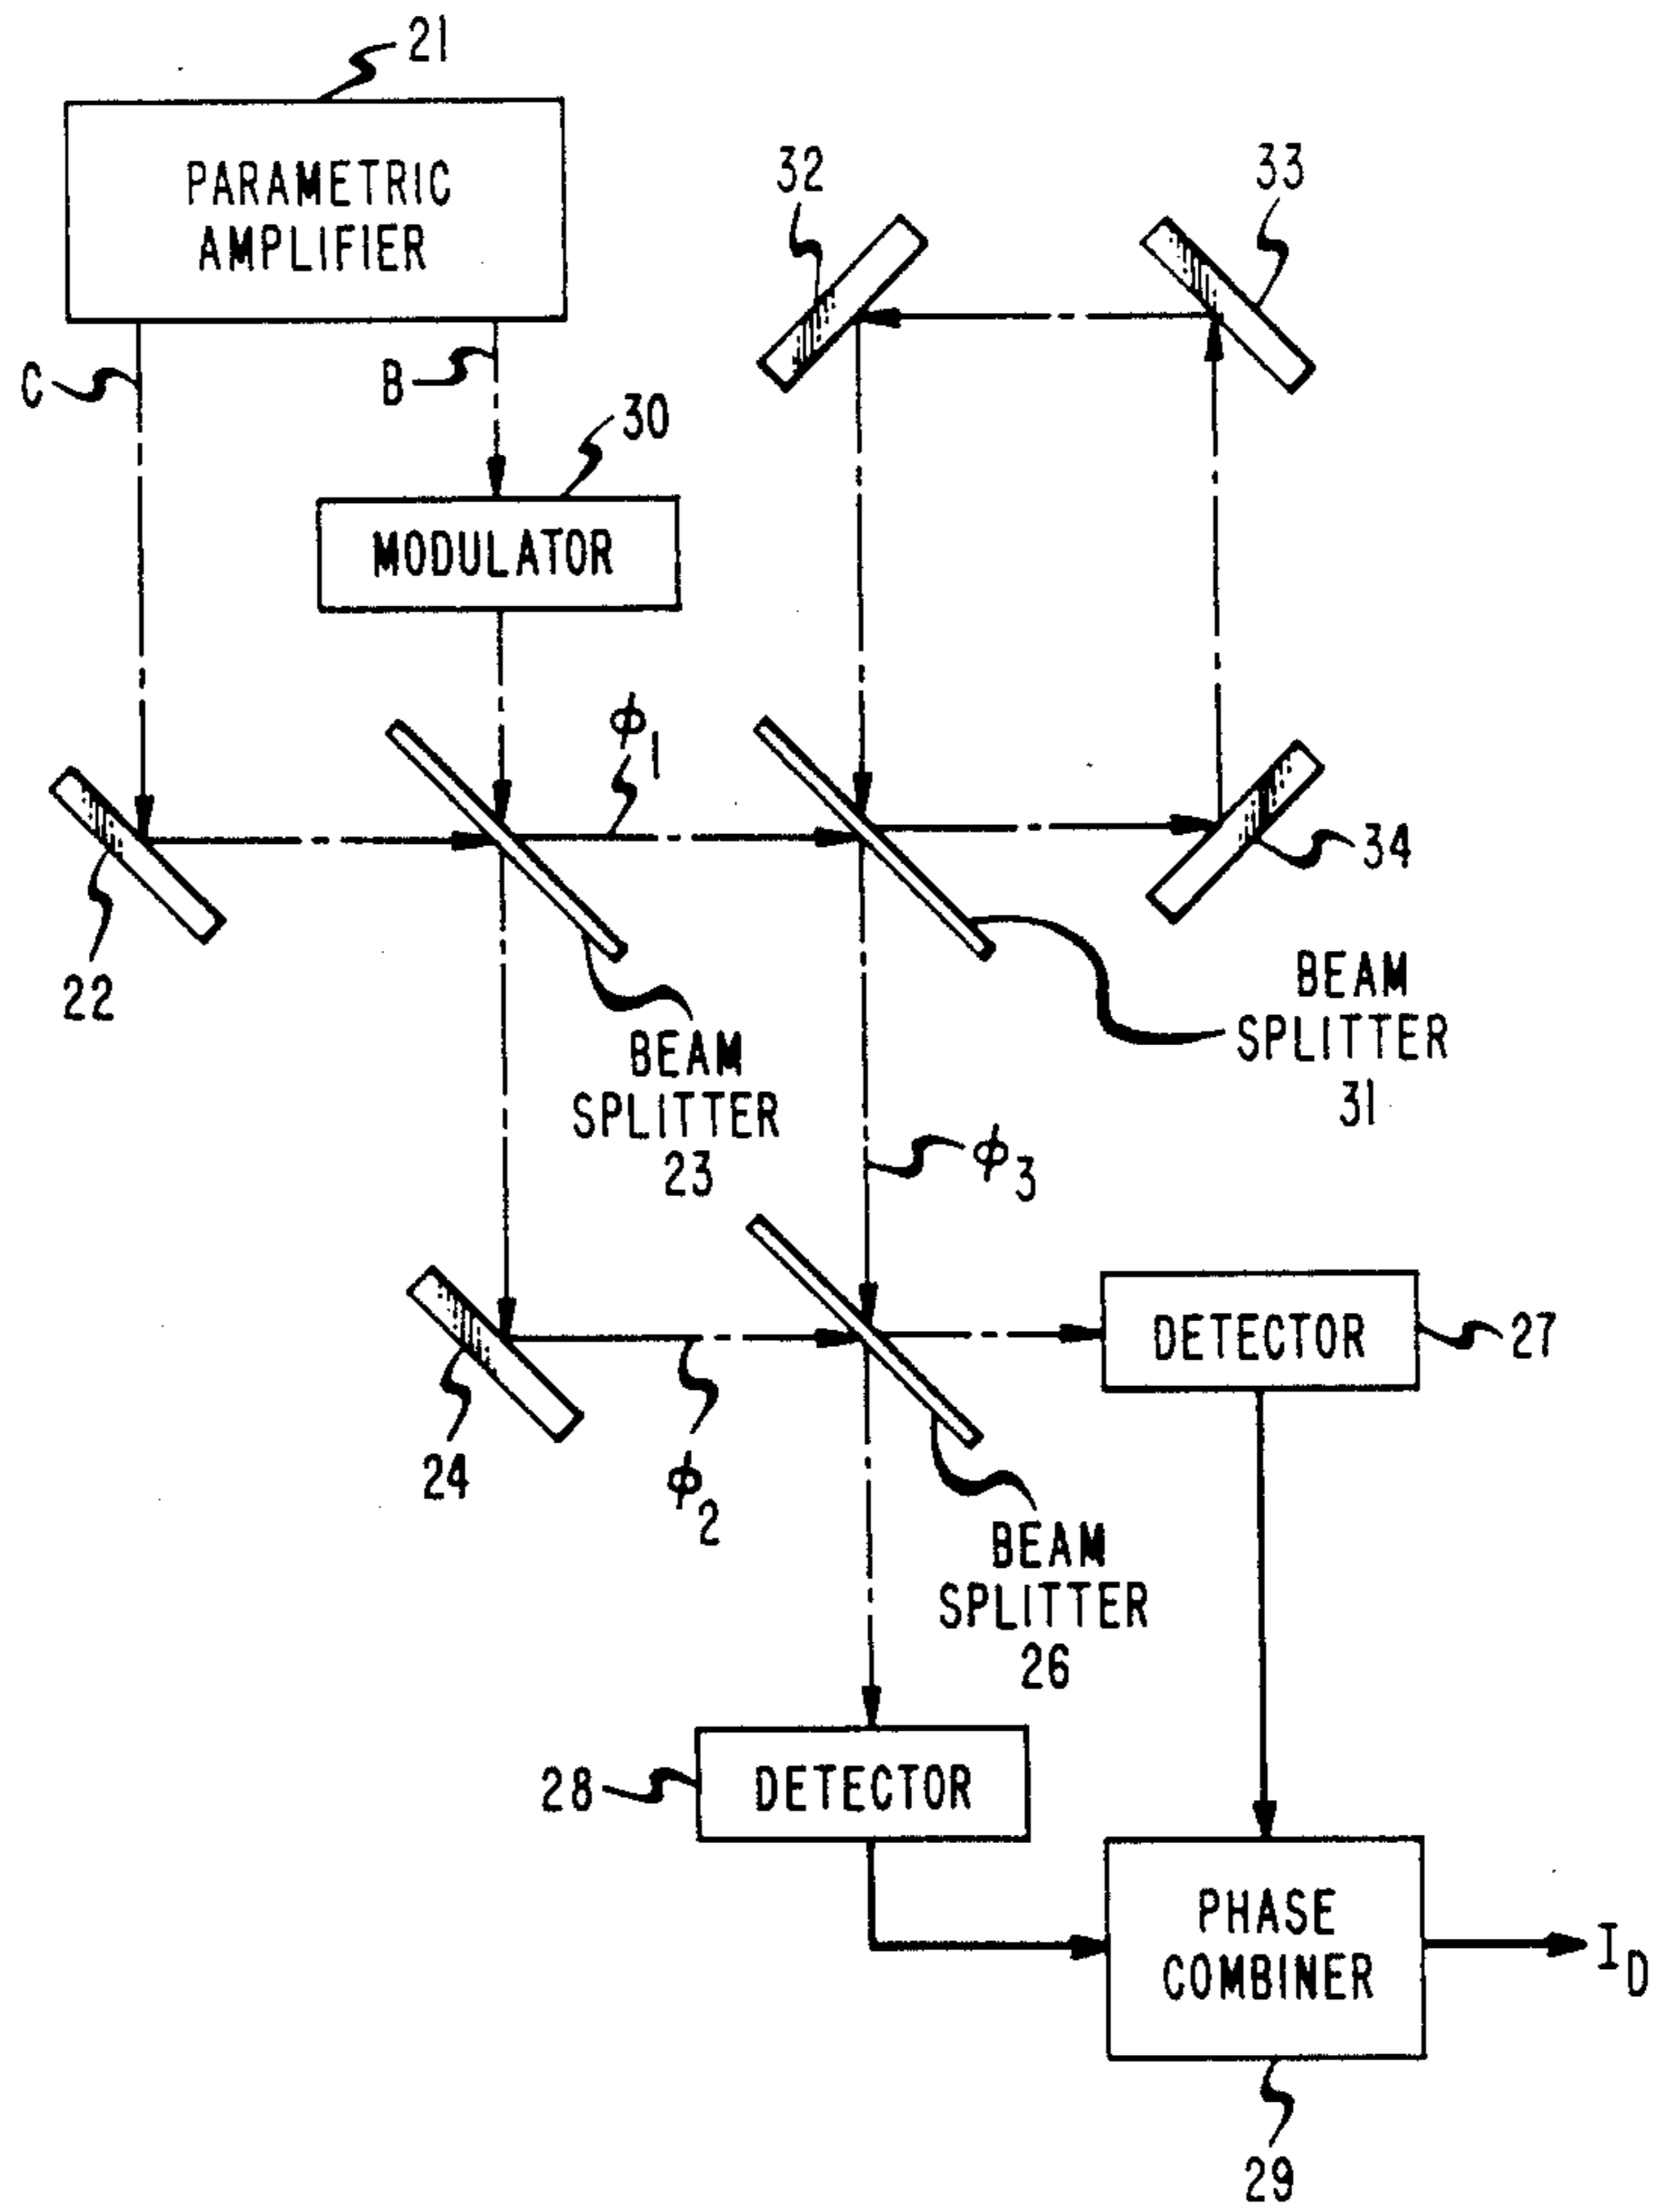 21
PARAMETRIC
AMPLIFIER
32
33
C
B
30
MODULATOR
ϕ1
34
22
BEAM
SPLITTER
31
BEAM
SPLITTER
23
ϕ3
DETECTOR
27
24
ϕ2
BEAM
SPLITTER
26
28
DETECTOR
PHASE
COMBINER
ID
29